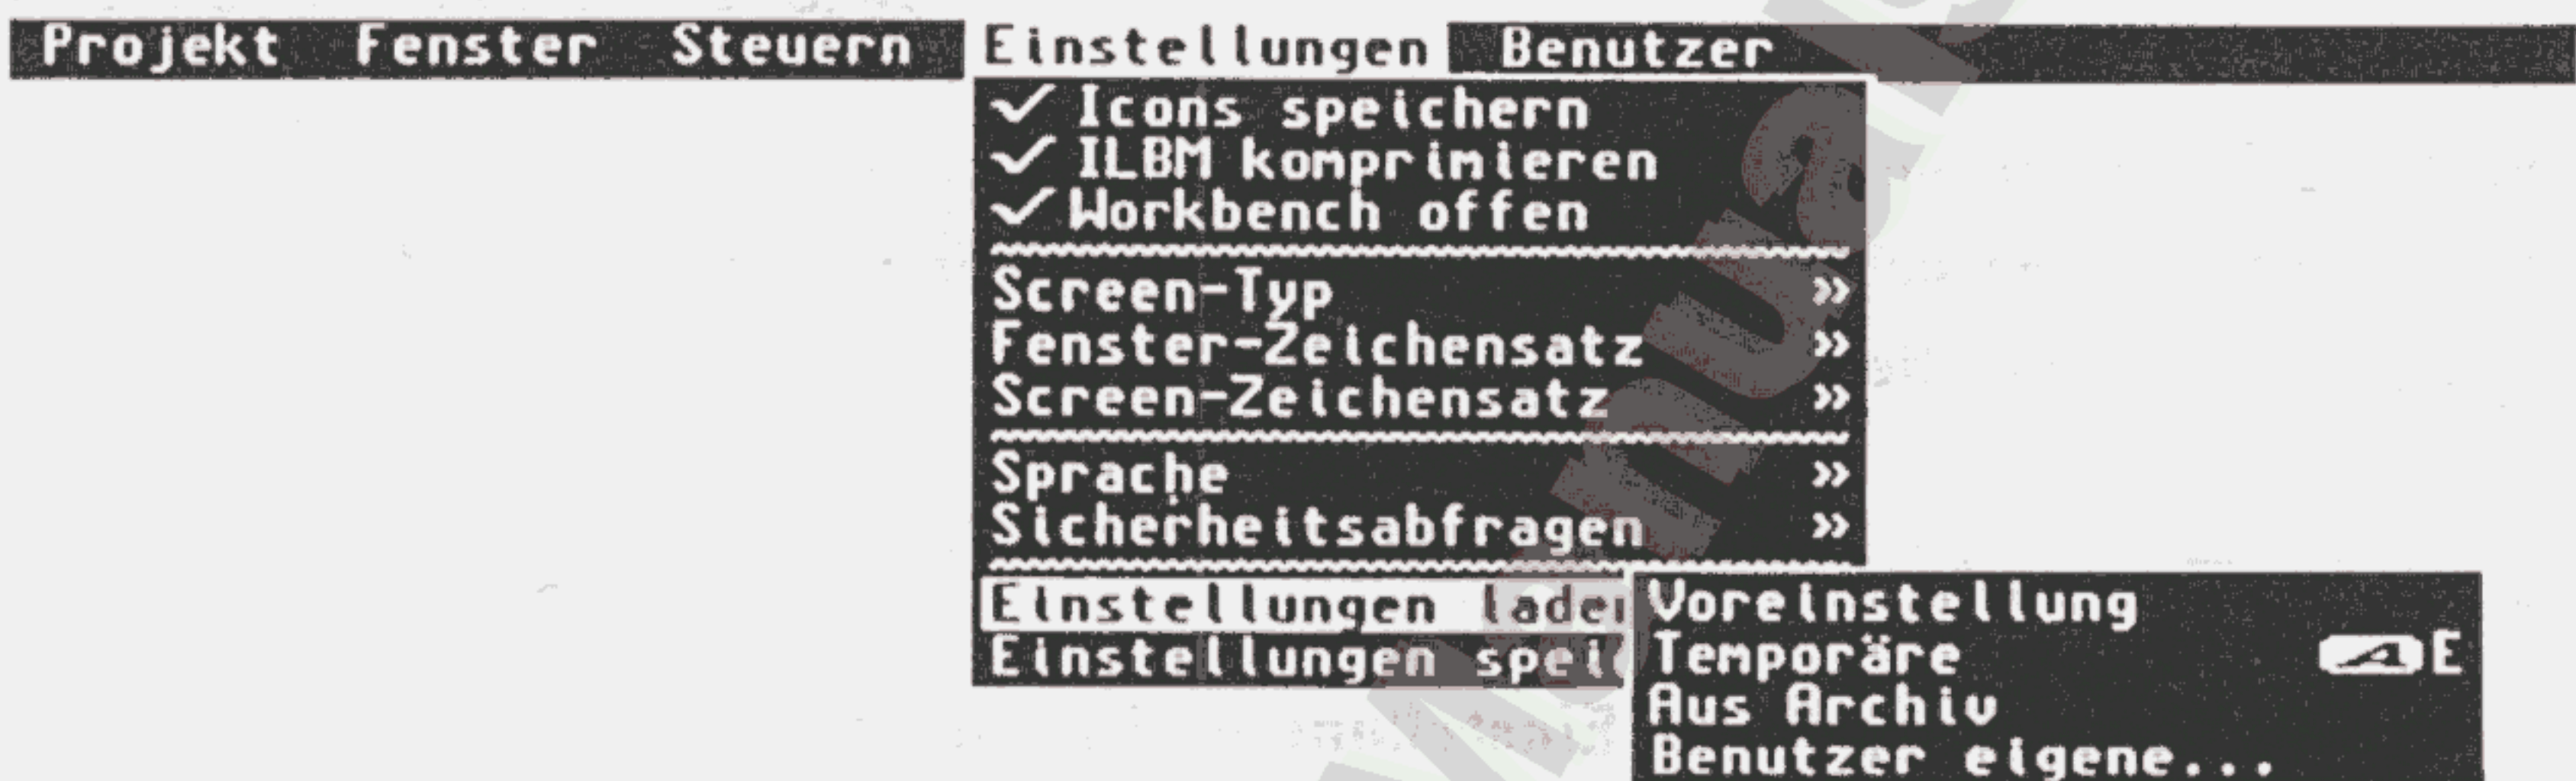 Projekt Fenster Steuern Einstellungen Benutzer
✓ Icons speichern
✓ ILBM komprimieren
✓ Workbench offen
Screen-Typ »
Fenster-Zeichensatz »
Screen-Zeichensatz »
Sprache »
Sicherheitsabfragen »
Einstellungen laden
Einstellungen spei
Voreinstellung
Temporäre A E
Aus Archiv
Benutzer eigene...